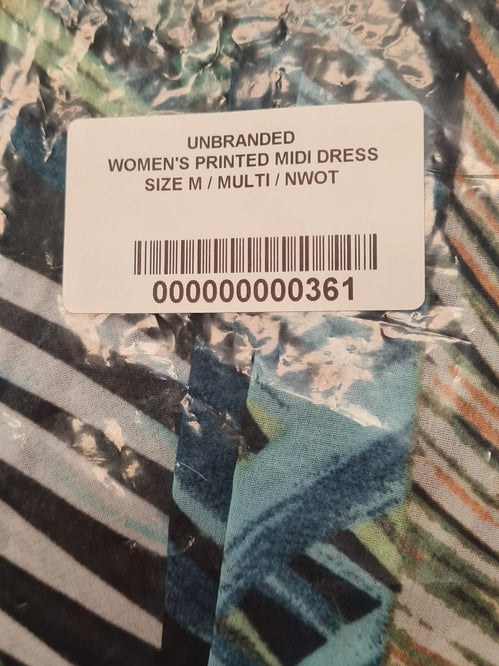 UNBRANDED
WOMEN'S PRINTED MIDI DRESS
SIZE M / MULTI / NWOT
000000000361